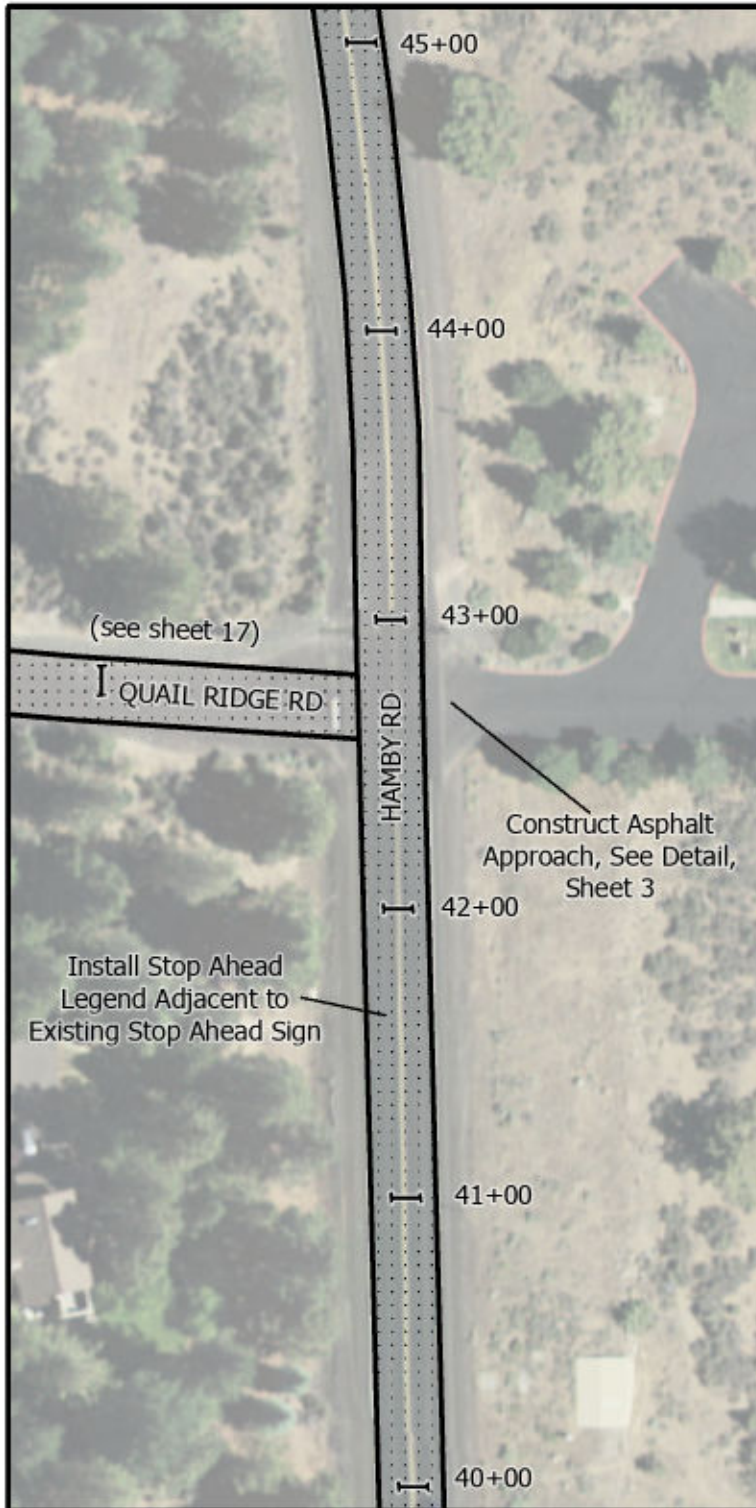 45+00
44+00
43+00
(see sheet 17)
QUAIL RIDGE RD
HAMBY RD
Construct Asphalt
Approach, See Detail,
Sheet 3
42+00
Install Stop Ahead
Legend Adjacent to
Existing Stop Ahead Sign
41+00
40+00